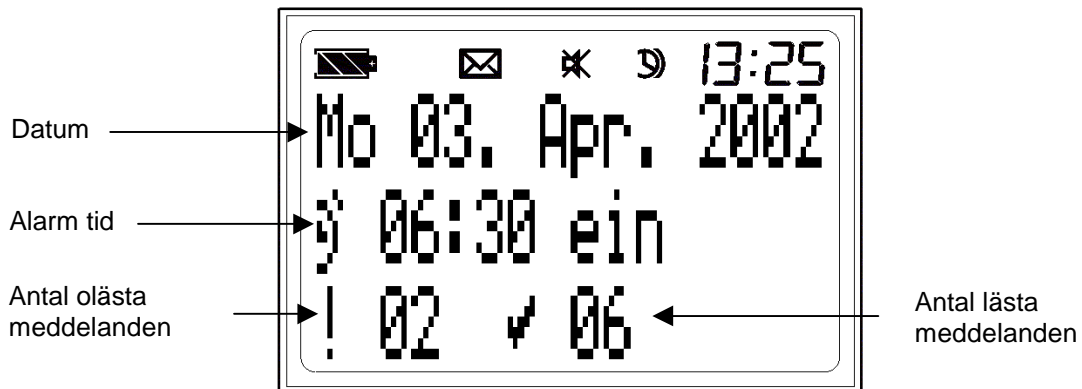 13:25
Datum
Mo 03. Apr. 2002
Alarm tid
06:30 ein
Antal olästa
meddelanden
! 02 ✔ 06
Antal lästa
meddelanden